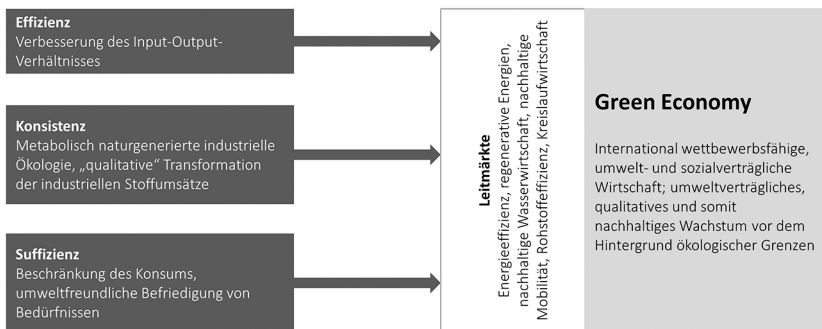 Effizienz
Verbesserung des Input-Output-
Verhältnisses
Konsistenz
Metabolisch naturgenerierte industrielle
Ökologie, „qualitative“ Transformation
der industriellen Stoffumsätze
Suffizienz
Beschränkung des Konsums,
umweltfreundliche Befriedigung von
Bedürfnissen
Leitmärkte
Energieeffizienz, regenerative Energien,
nachhaltige Wasserwirtschaft, nachhaltige
Mobilität, Rohstoffeffizienz, Kreislaufwirtschaft
Green Economy
International wettbewerbsfähige,
umwelt- und sozialverträgliche
Wirtschaft; umweltverträgliches,
qualitatives und somit
nachhaltiges Wachstum vor dem
Hintergrund ökologischer Grenzen